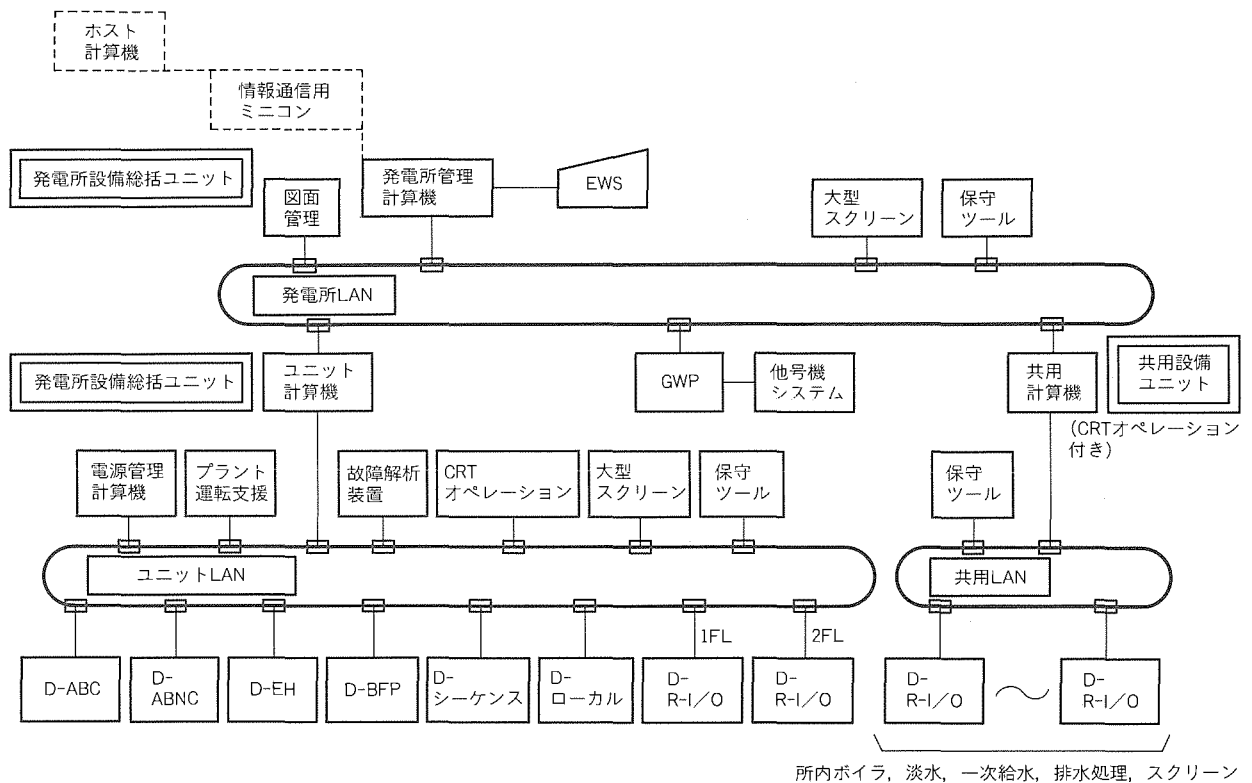 ホスト
計算機
情報通信用
ミニコン
発電所設備総括ユニット
図面
管理
発電所管理
計算機
EWS
大型
スクリーン
保守
ツール
発電所LAN
発電所設備総括ユニット
ユニット
計算機
GWP
他号機
システム
共用
計算機
共用設備
ユニット
(CRTオペレーション
付き)
電源管理
計算機
プラント
運転支援
故障解析
装置
CRT
オペレーション
大型
スクリーン
保守
ツール
保守
ツール
ユニットLAN
共用LAN
1FL
2FL
D-ABC
D-
ABNC
D-EH
D-BFP
D-
シーケンス
D-
ローカル
D-
R-I/O
D-
R-I/O
D-
R-I/O
D-
R-I/O
所内ボイラ, 淡水, 一次給水, 排水処理, スクリーン